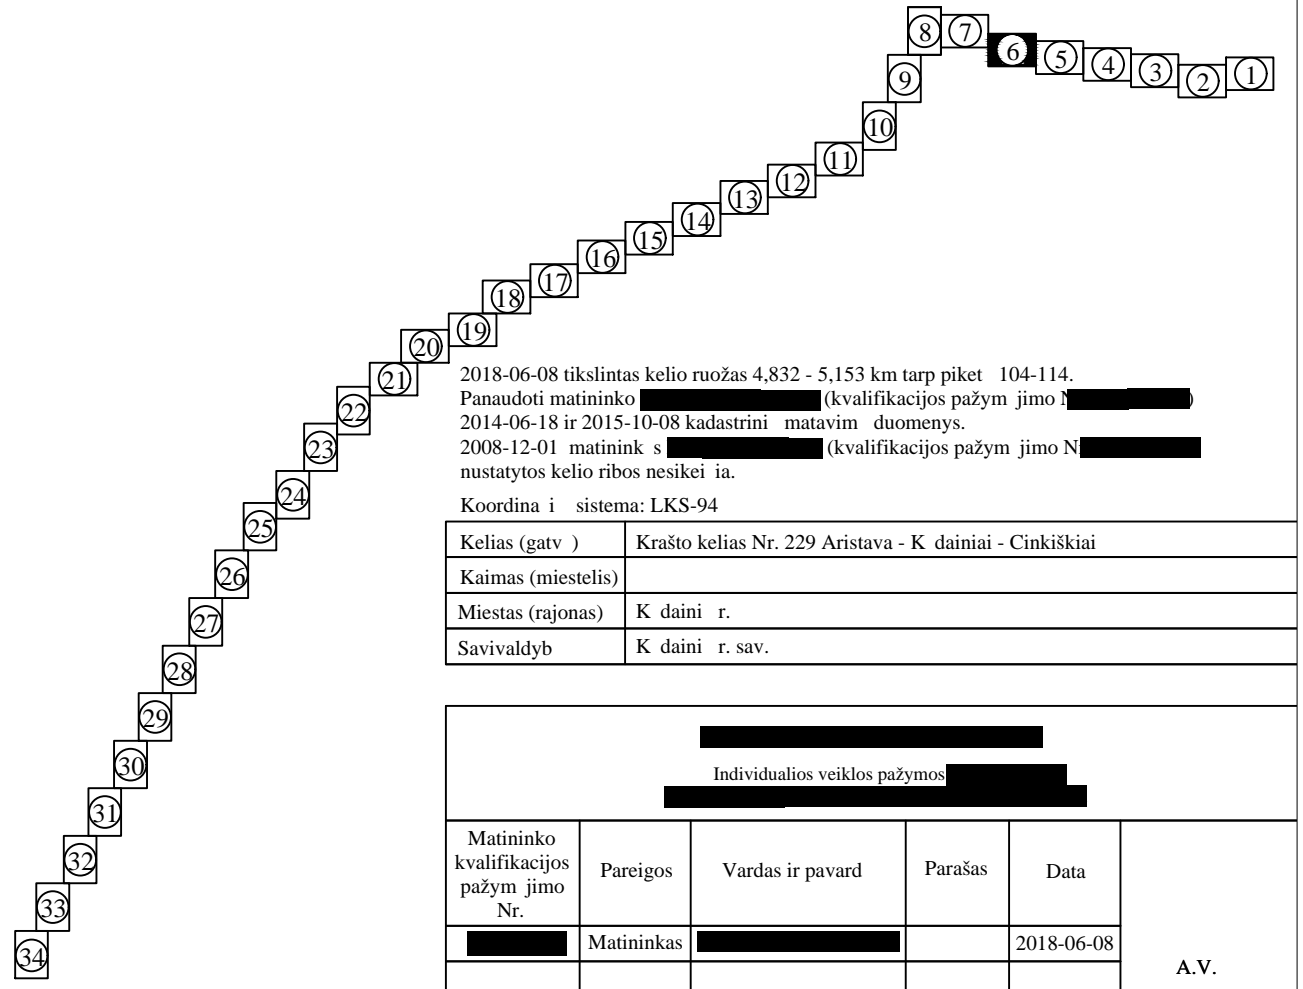 8
7
6
5
4
3
2
1
9
10
11
12
13
14
15
16
17
18
19
20
21
22
23
24
25
26
27
28
29
30
31
32
33
34
2018-06-08 tikslintas kelio ruožas 4,832 - 5,153 km tarp piket 104-114.
Panaudoti matininko (kvalifikacijos pažym jimo )
2014-06-18 ir 2015-10-08 kadastrini matavim duomenys.
2008-12-01 matinink s (kvalifikacijos pažym jimo N
nustatytos kelio ribos nesikei ia.
Koordina i sistema: LKS-94
Kelias (gatv ) Krašto kelias Nr. 229 Aristava - K dainiai - Cinkiškiai
Kaimas (miestelis)
Miestas (rajonas) K daini r.
Savivaldyb K daini r. sav.
Individualios veiklos pažymos
Matininko
kvalifikacijos
pažym jimo
Nr.
Pareigos
Vardas ir pavard
Parašas
Data
Matininkas
2018-06-08
A.V.